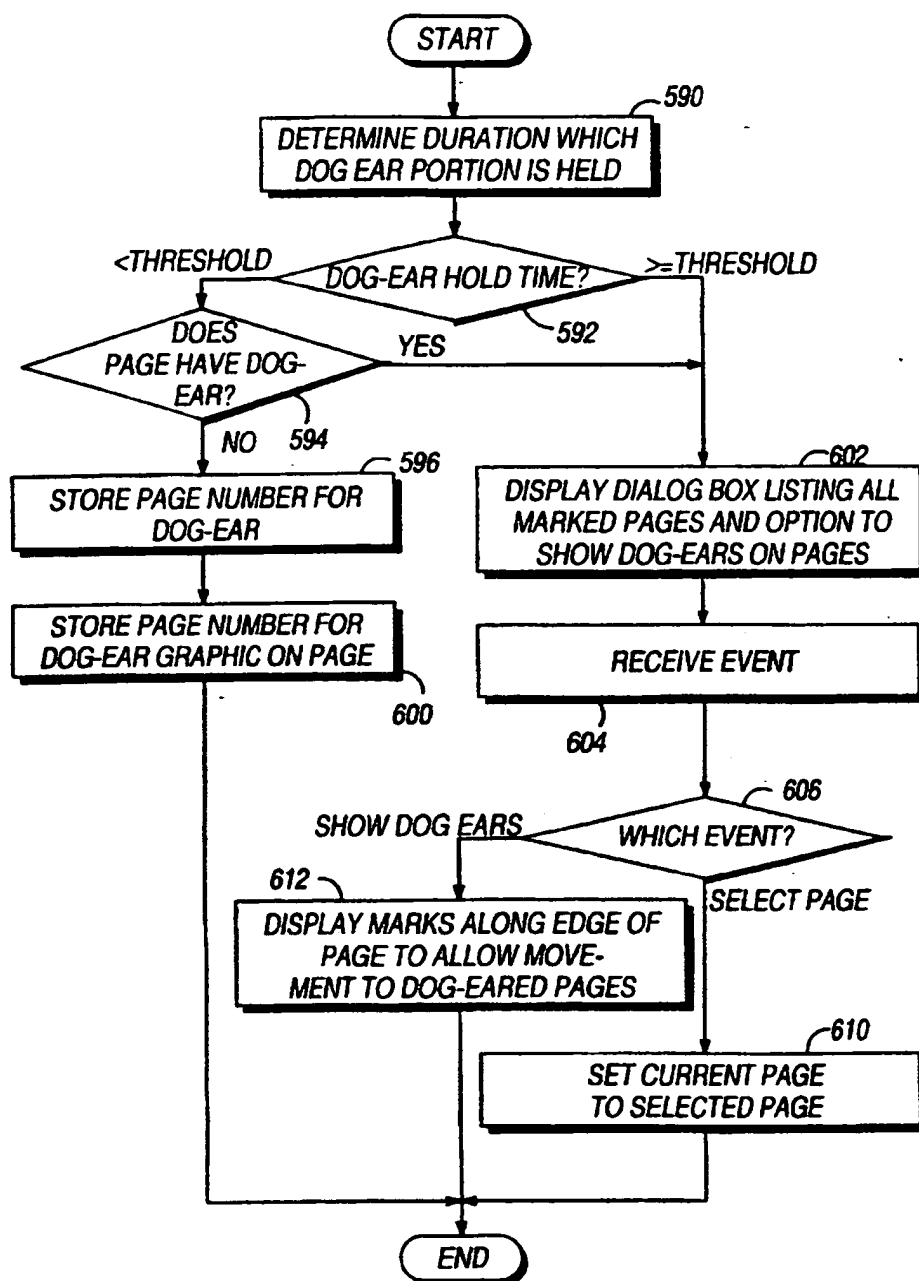 START
590
DETERMINE DURATION WHICH
DOG EAR PORTION IS HELD
<THRESHOLD
DOG-EAR HOLD TIME?
>=THRESHOLD
592
DOES
PAGE HAVE DOG-
EAR?
YES
594
NO
596
STORE PAGE NUMBER FOR
DOG-EAR
602
DISPLAY DIALOG BOX LISTING ALL
MARKED PAGES AND OPTION TO
SHOW DOG-EARS ON PAGES
STORE PAGE NUMBER FOR
DOG-EAR GRAPHIC ON PAGE
600
RECEIVE EVENT
604
606
SHOW DOG EARS
WHICH EVENT?
612
SELECT PAGE
DISPLAY MARKS ALONG EDGE OF
PAGE TO ALLOW MOVE-
MENT TO DOG-EARED PAGES
610
SET CURRENT PAGE
TO SELECTED PAGE
END